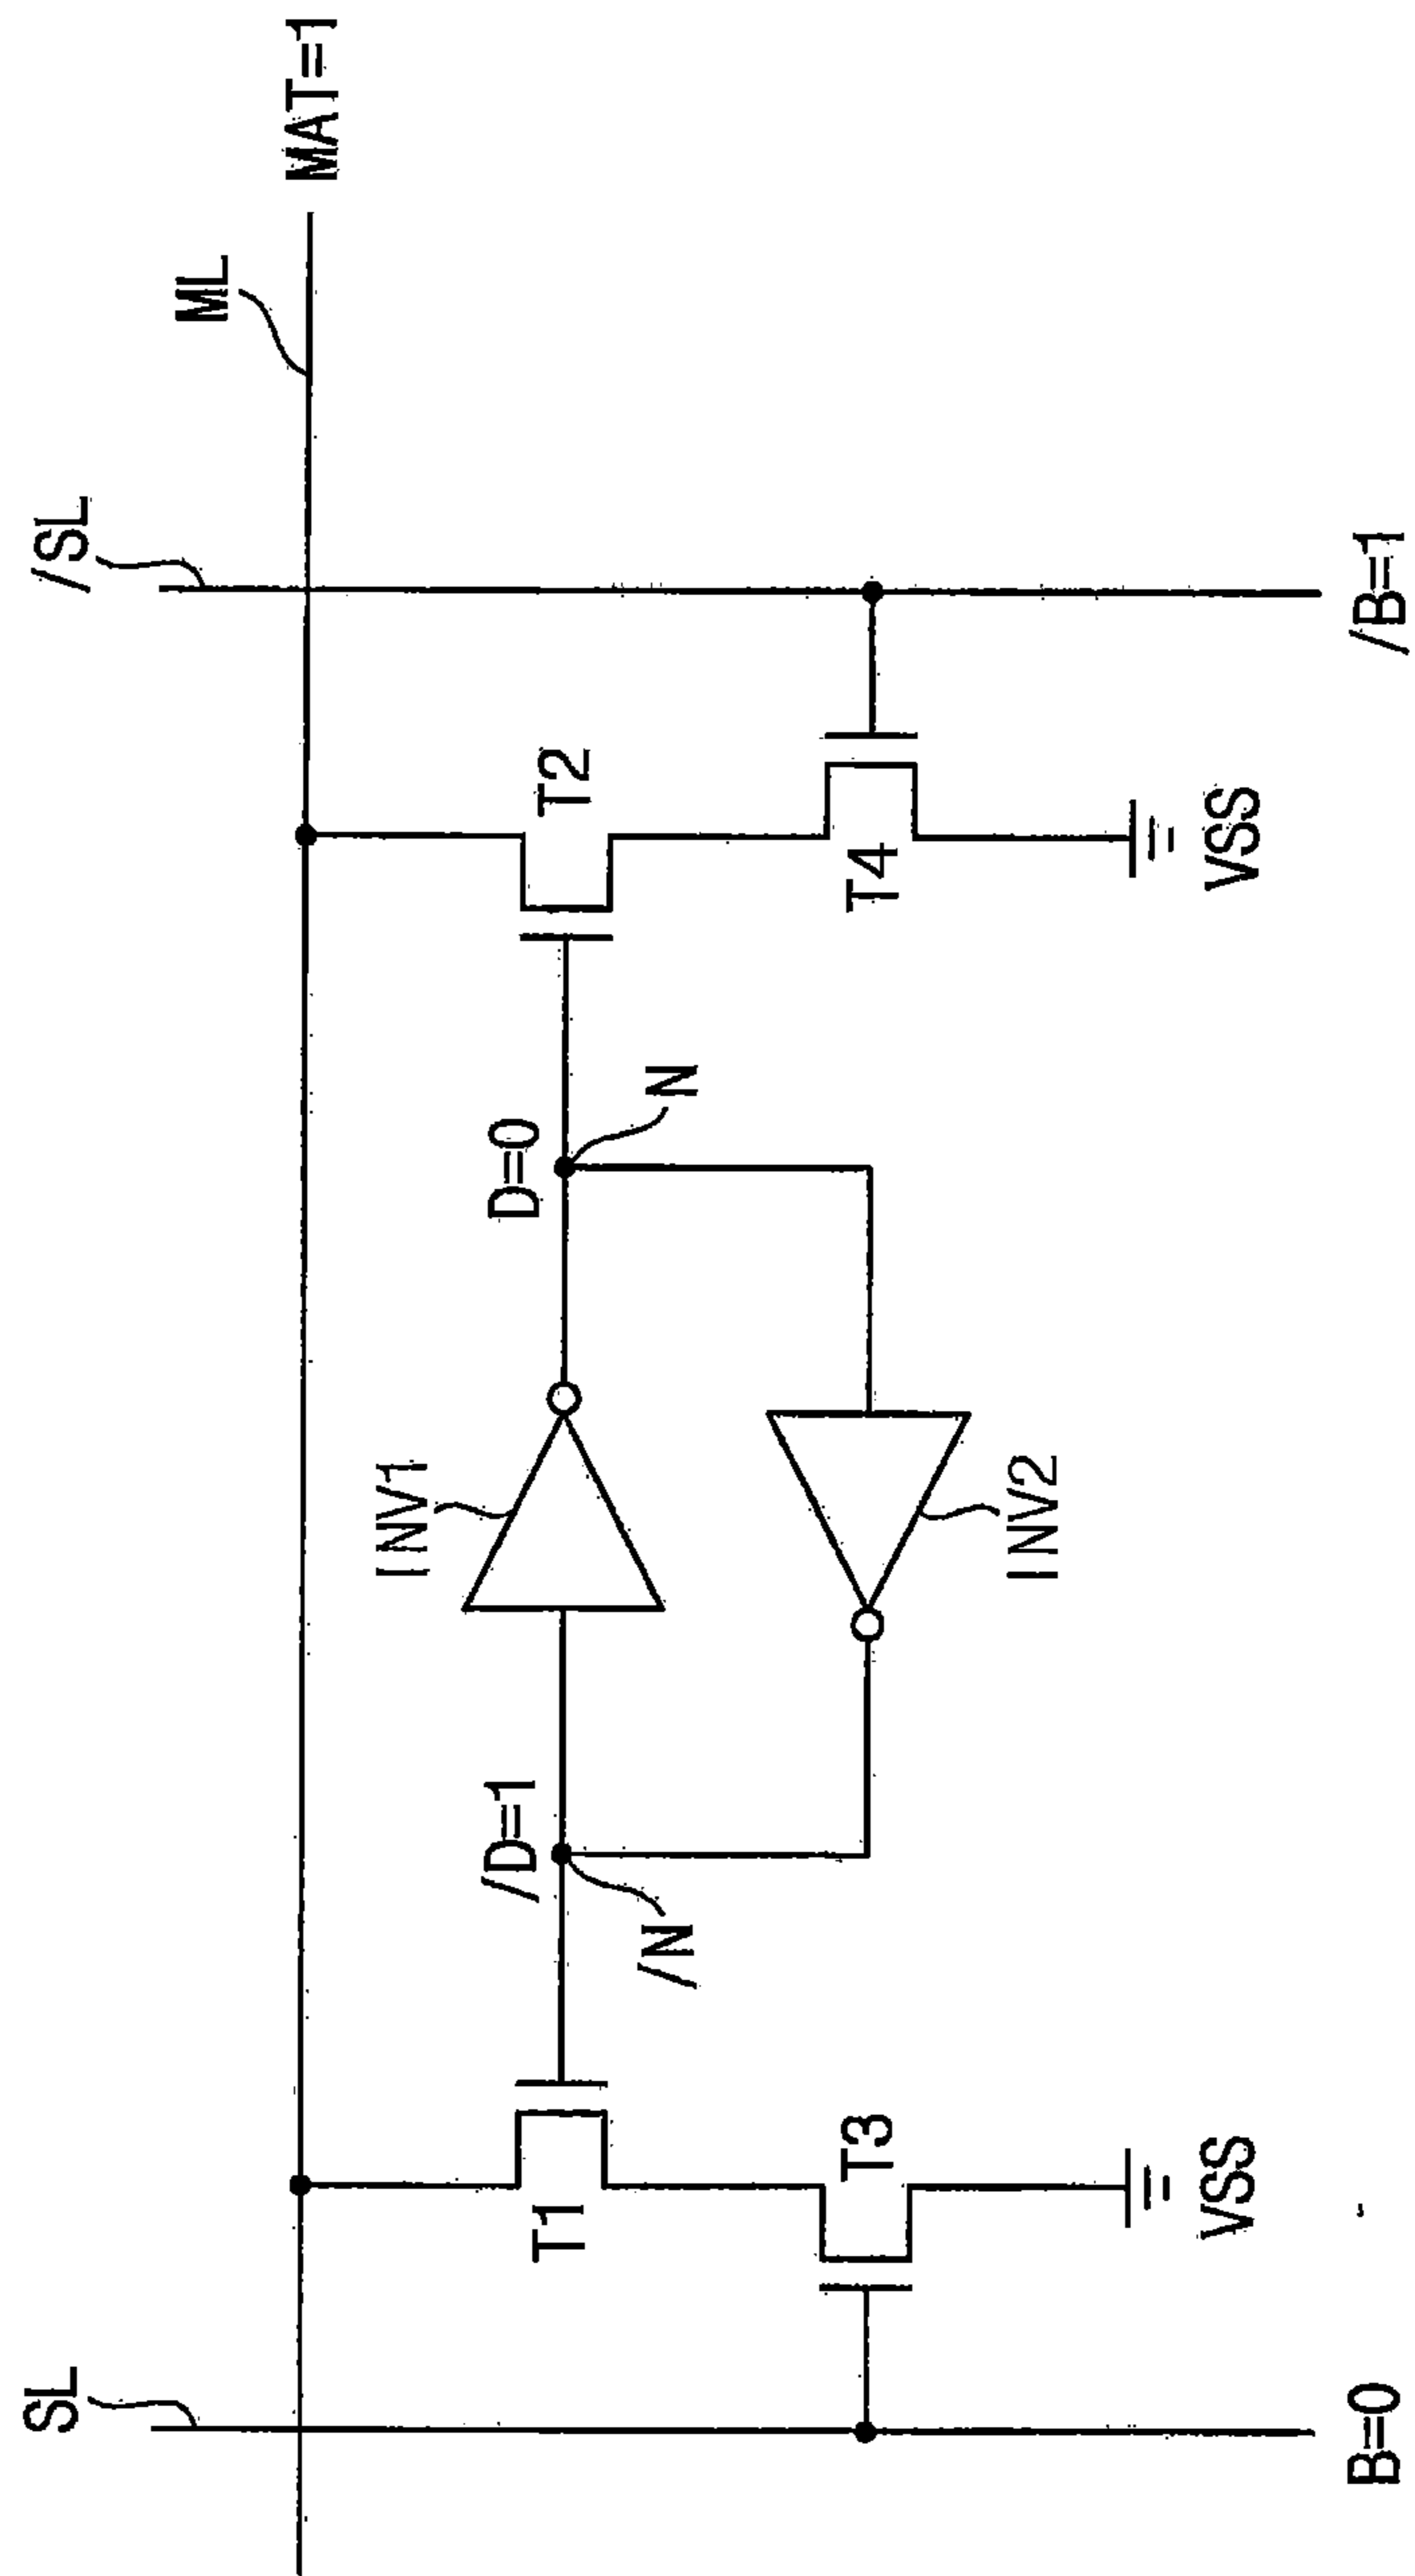 SL
/SL
ML
MAT=1
INV1
/D=1
D=0
T1
T2
/N
N
T3
T4
INV2
VSS
VSS
B=0
/B=1